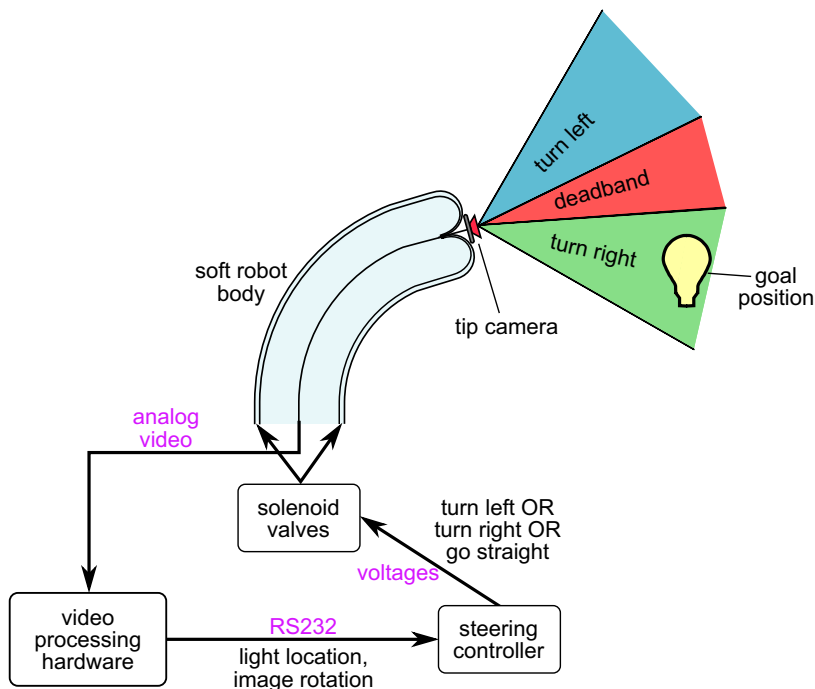 turn left
deadband
turn right
soft robot
body
goal
position
tip camera
analog
video
solenoid
valves
turn left OR
turn right OR
go straight
voltages
video
processing
hardware
RS232
light location,
image rotation
steering
controller